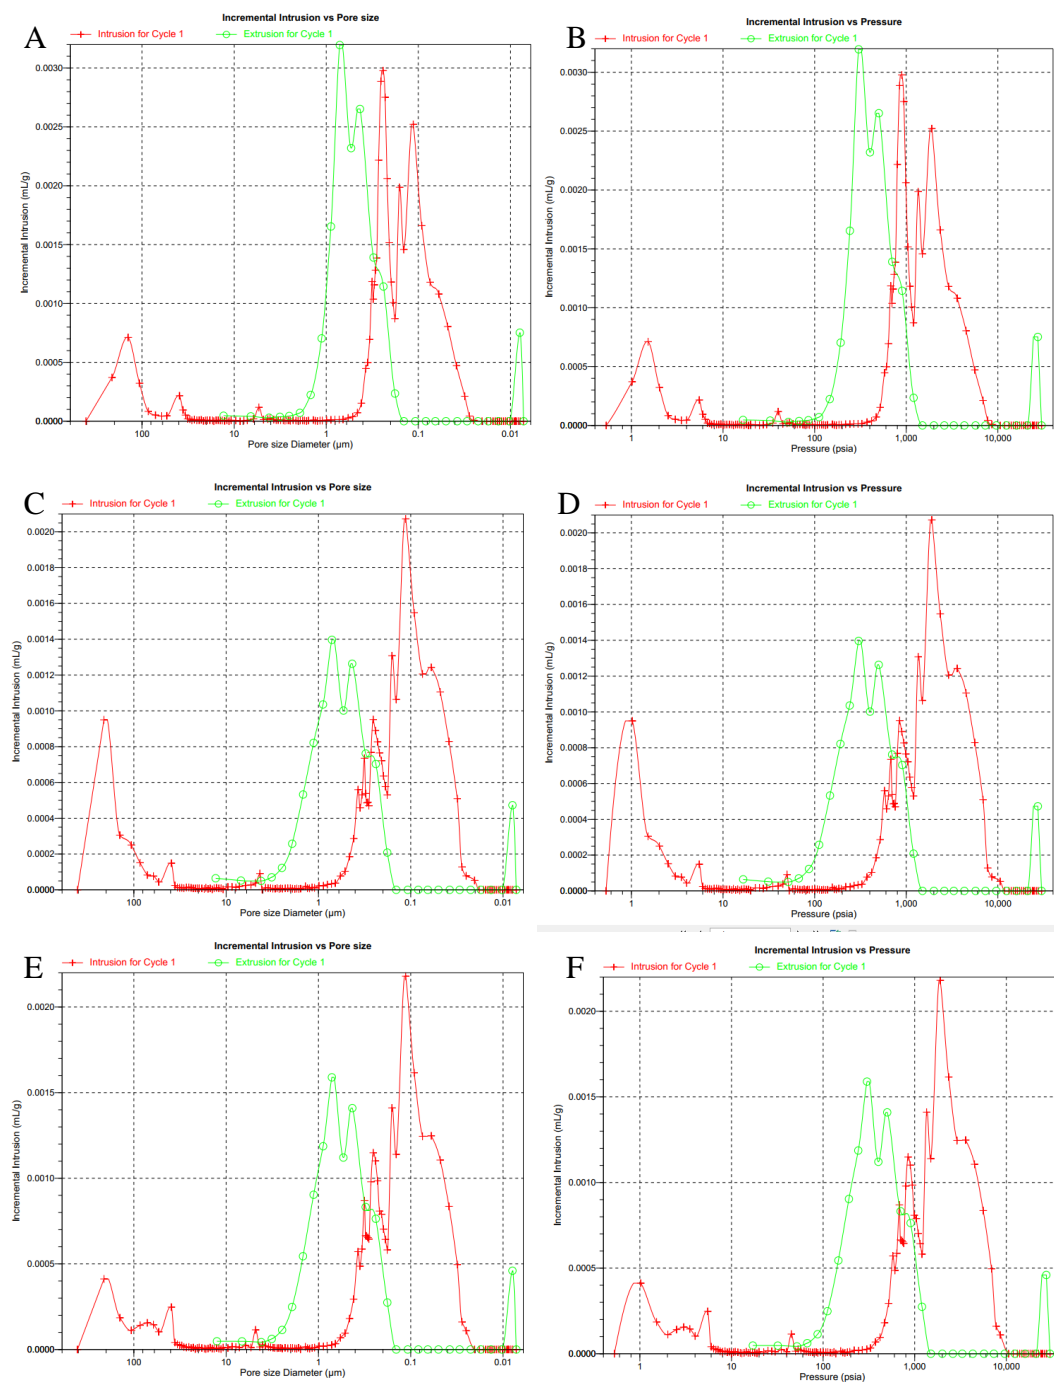 A
Incremental Intrusion vs Pore size
Intrusion for Cycle 1
Extrusion for Cycle 1
Incremental Intrusion (mL/g)
0.0030
0.0025
0.0020
0.0015
0.0010
0.0005
0.0000
100
10
1
0.1
0.01
Pore size Diameter (µm)
B
Incremental Intrusion vs Pressure
Intrusion for Cycle 1
Extrusion for Cycle 1
Incremental Intrusion (mL/g)
0.0030
0.0025
0.0020
0.0015
0.0010
0.0005
0.0000
1
10
100
1,000
10,000
Pressure (psia)
C
Incremental Intrusion vs Pore size
Intrusion for Cycle 1
Extrusion for Cycle 1
Incremental Intrusion (mL/g)
0.0020
0.0018
0.0016
0.0014
0.0012
0.0010
0.0008
0.0006
0.0004
0.0002
0.0000
100
10
1
0.1
0.01
Pore size Diameter (µm)
D
Incremental Intrusion vs Pressure
Intrusion for Cycle 1
Extrusion for Cycle 1
Incremental Intrusion (mL/g)
0.0020
0.0018
0.0016
0.0014
0.0012
0.0010
0.0008
0.0006
0.0004
0.0002
0.0000
1
10
100
1,000
10,000
Pressure (psia)
E
Incremental Intrusion vs Pore size
Intrusion for Cycle 1
Extrusion for Cycle 1
Incremental Intrusion (mL/g)
0.0020
0.0015
0.0010
0.0005
0.0000
100
10
1
0.1
0.01
Pore size Diameter (µm)
F
Incremental Intrusion vs Pressure
Intrusion for Cycle 1
Extrusion for Cycle 1
Incremental Intrusion (mL/g)
0.0020
0.0015
0.0010
0.0005
0.0000
1
10
100
1,000
10,000
Pressure (psia)